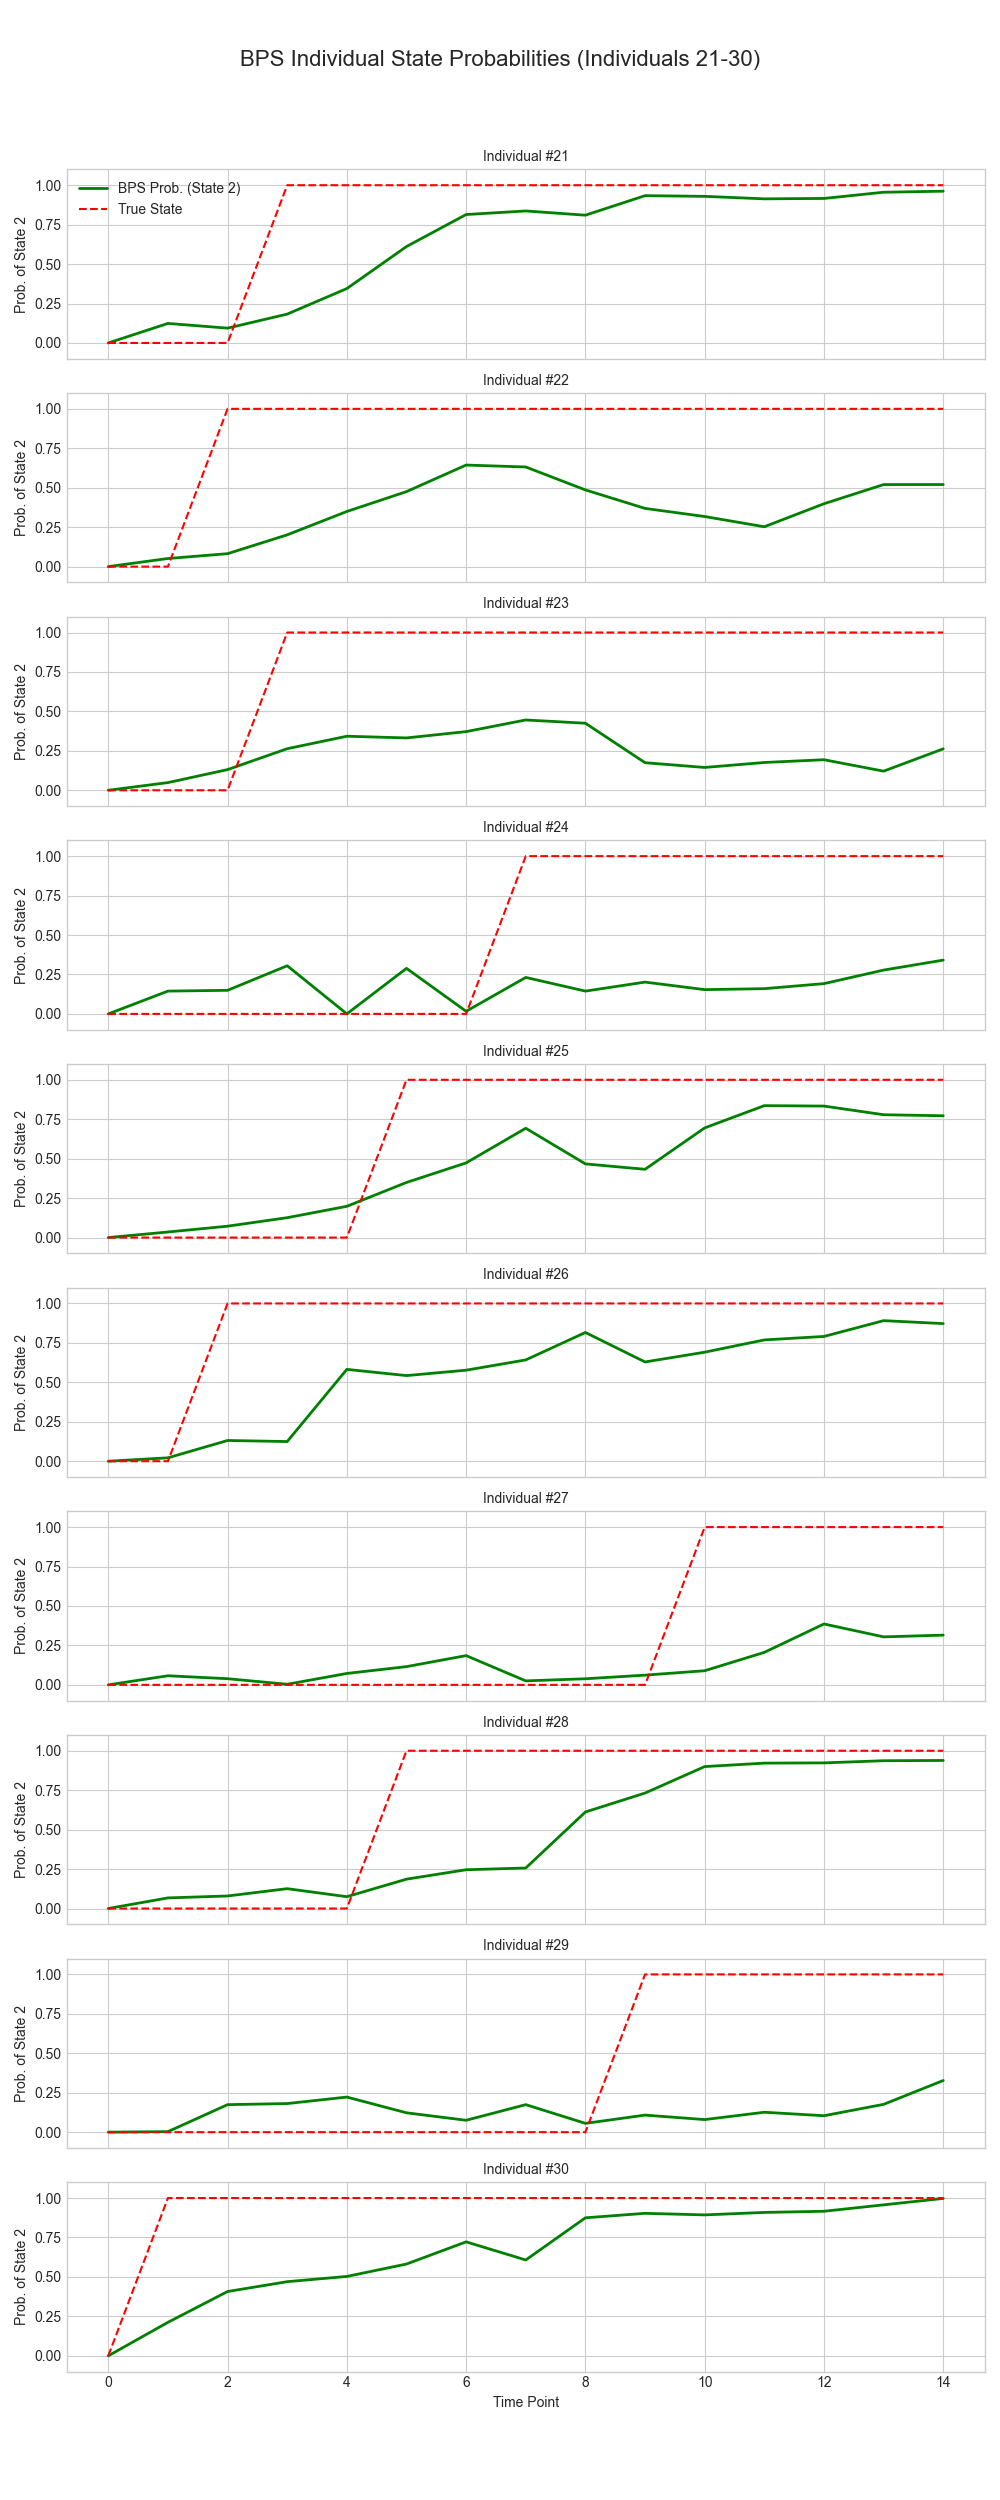 BPS Individual State Probabilities (Individuals 21-30)
Individual #21
BPS Prob. (State 2)
True State
1.00
0.75
0.50
0.25
0.00
Prob. of State 2
Individual #22
1.00
0.75
0.50
0.25
0.00
Prob. of State 2
Individual #23
1.00
0.75
0.50
0.25
0.00
Prob. of State 2
Individual #24
1.00
0.75
0.50
0.25
0.00
Prob. of State 2
Individual #25
1.00
0.75
0.50
0.25
0.00
Prob. of State 2
Individual #26
1.00
0.75
0.50
0.25
0.00
Prob. of State 2
Individual #27
1.00
0.75
0.50
0.25
0.00
Prob. of State 2
Individual #28
1.00
0.75
0.50
0.25
0.00
Prob. of State 2
Individual #29
1.00
0.75
0.50
0.25
0.00
Prob. of State 2
Individual #30
1.00
0.75
0.50
0.25
0.00
Prob. of State 2
0 2 4 6 8 10 12 14
Time Point